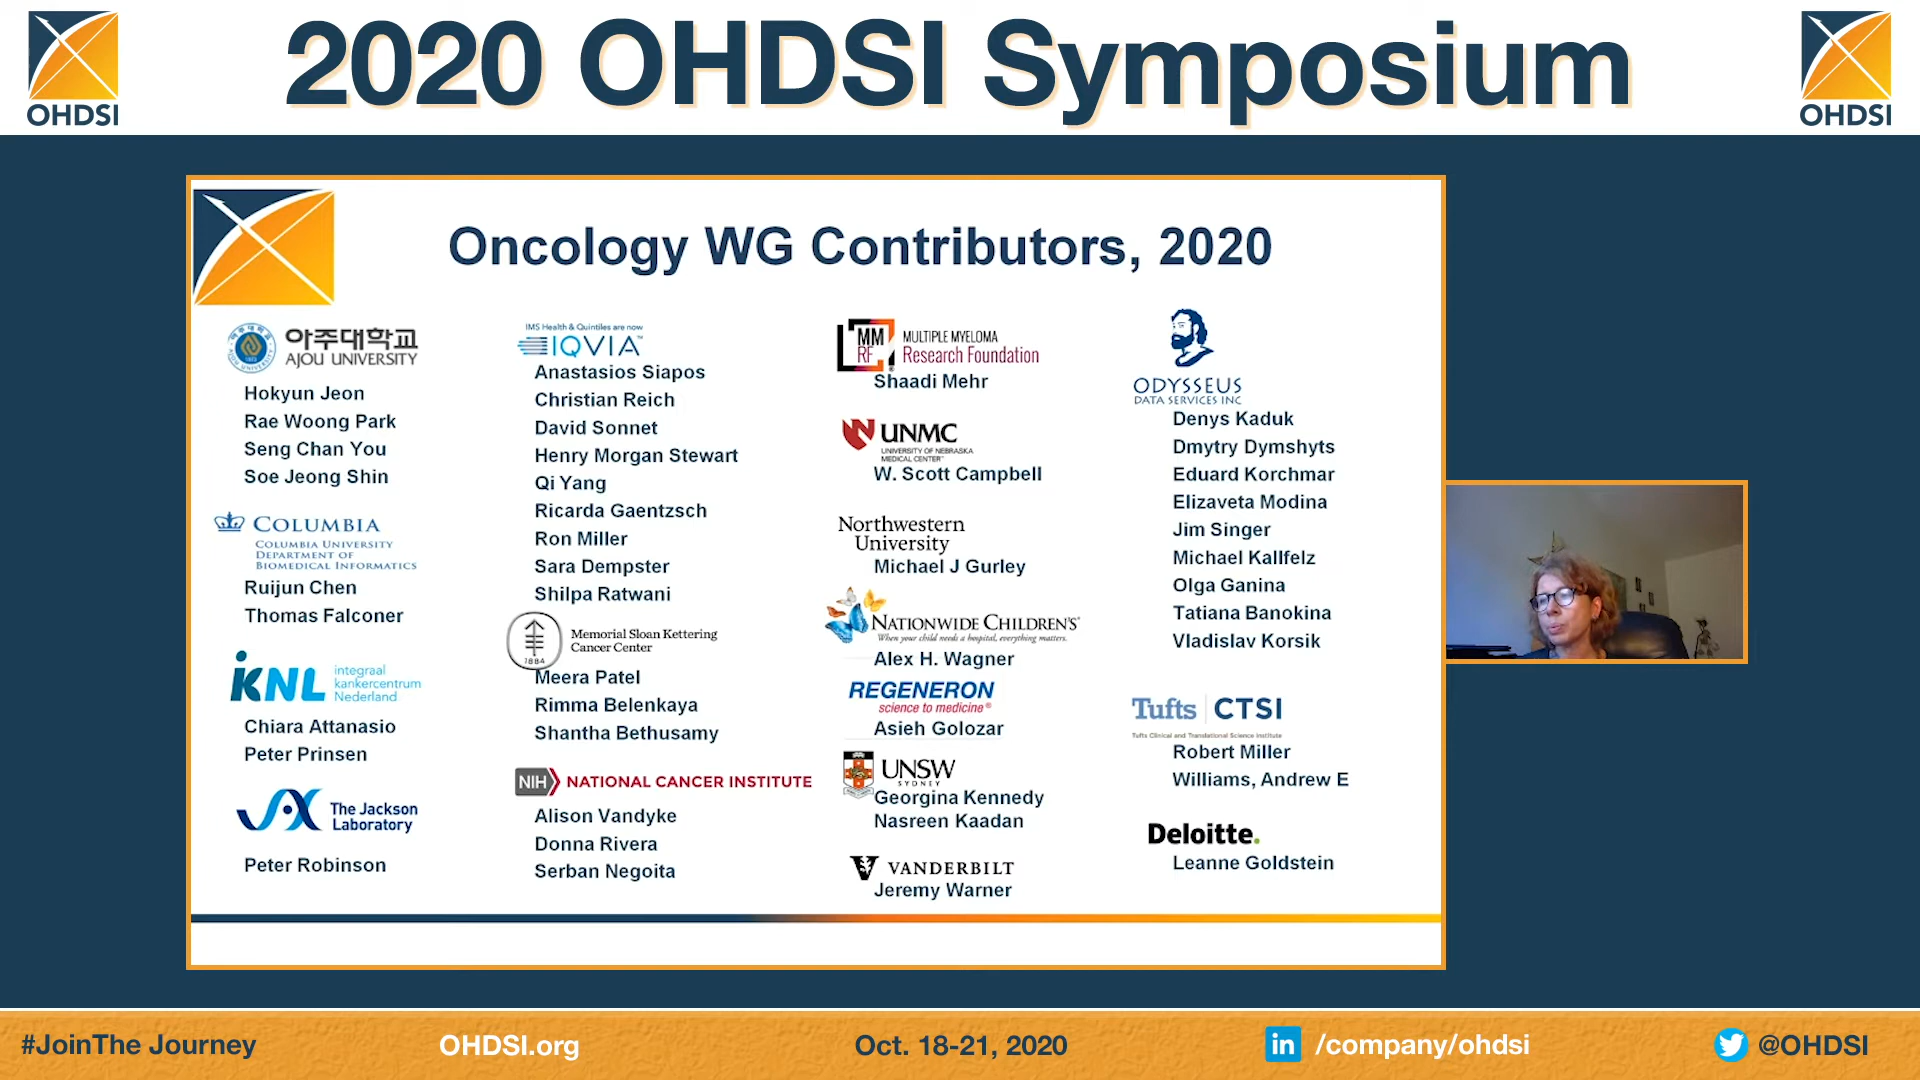 2020 OHDSI Symposium
OHDSI
OHDSI
Oncology WG Contributors, 2020
아주대학교
AJOU UNIVERSITY
Hokyun Jeon
Rae Woong Park
Seng Chan You
Soe Jeong Shin
COLUMBIA
COLUMBIA UNIVERSITY
DEPARTMENT OF
BIOMEDICAL INFORMATICS
Ruijun Chen
Thomas Falconer
iKNL integraal
kankercentrum
Nederland
Chiara Attanasio
Peter Prinsen
JAX The Jackson
Laboratory
Peter Robinson
IMS Health & Quintiles are now
IQVIA™
Anastasios Siapos
Christian Reich
David Sonnet
Henry Morgan Stewart
Qi Yang
Ricarda Gaentzsch
Ron Miller
Sara Dempster
Shilpa Ratwani
1884
Memorial Sloan Kettering
Cancer Center
Meera Patel
Rimma Belenkaya
Shantha Bethusamy
NIH NATIONAL CANCER INSTITUTE
Alison Vandyke
Donna Rivera
Serban Negoita
MM
RF
MULTIPLE MYELOMA
Research Foundation
Shaadi Mehr
UNMC
UNIVERSITY OF NEBRASKA
MEDICAL CENTER™
W. Scott Campbell
Northwestern
University
Michael J Gurley
NATIONWIDE CHILDREN'S®
When your child needs a hospital, everything matters.
Alex H. Wagner
REGENERON
science to medicine®
Asieh Golozar
UNSW
SYDNEY
Georgina Kennedy
Nasreen Kaadan
V VANDERBILT
Jeremy Warner
ODYSSEUS
DATA SERVICES INC
Denys Kaduk
Dmytry Dymshyts
Eduard Korchmar
Elizaveta Modina
Jim Singer
Michael Kallfelz
Olga Ganina
Tatiana Banokina
Vladislav Korsik
Tufts CTSI
Tufts Clinical and Translational Science Institute
Robert Miller
Williams, Andrew E
Deloitte.
Leanne Goldstein
#JoinThe Journey
OHDSI.org
Oct. 18-21, 2020
in /company/ohdsi
@OHDSI